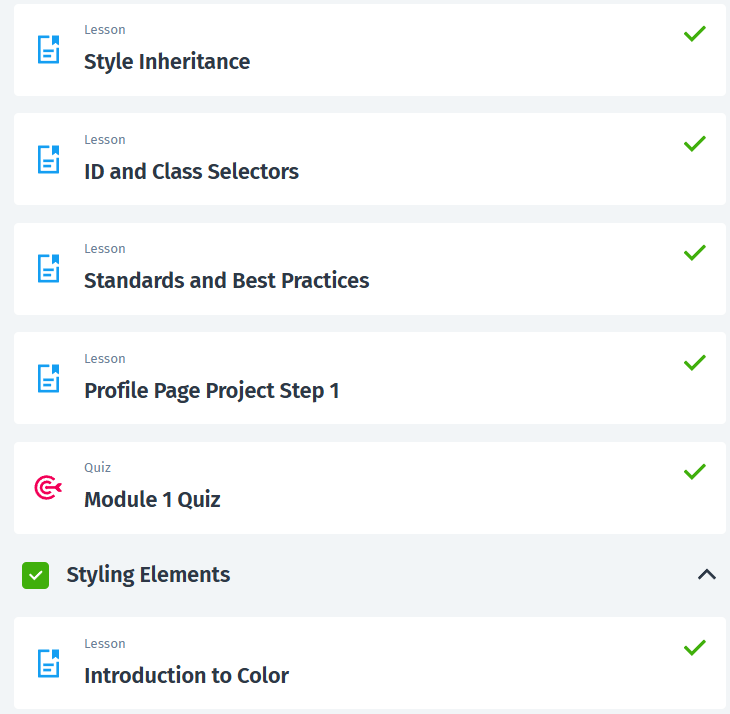 Lesson
Style Inheritance
Lesson
ID and Class Selectors
Lesson
Standards and Best Practices
Lesson
Profile Page Project Step 1
Quiz
Module 1 Quiz
Styling Elements
Lesson
Introduction to Color